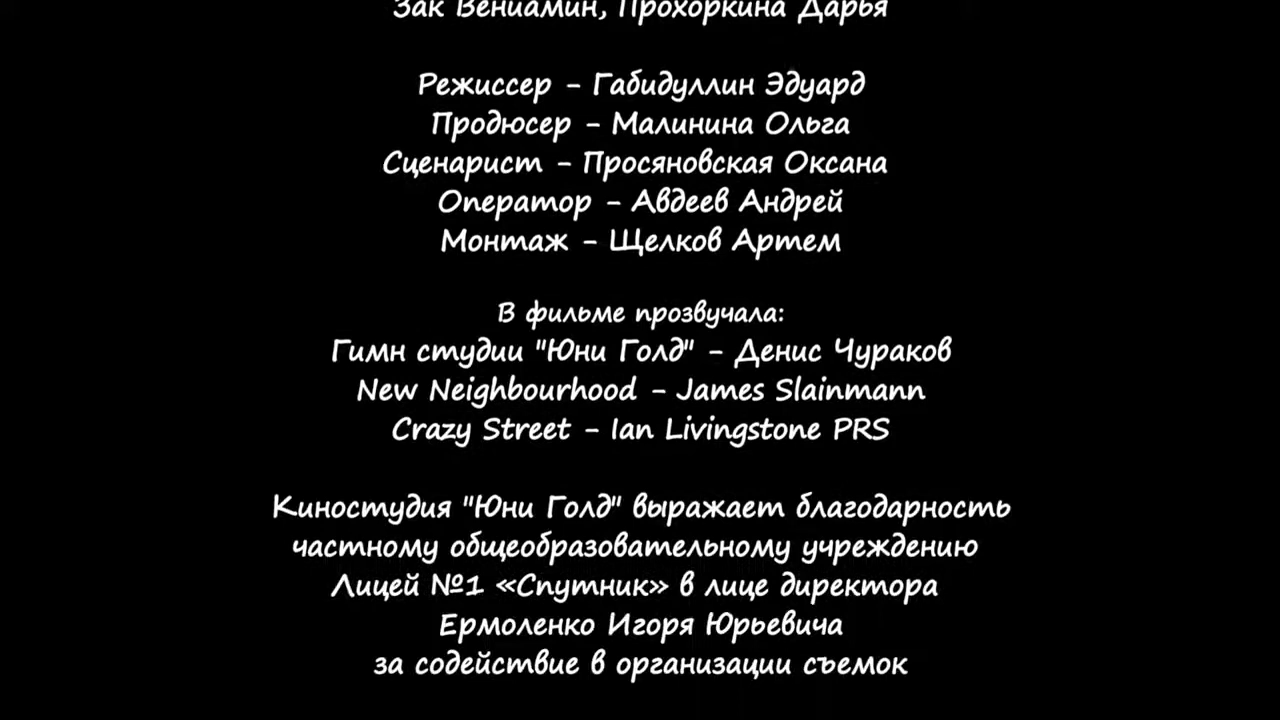 Зак Вениамин, Прохоркина Дарья
Режиссер - Габидуллин Эдуард
Продюсер - Малинина Ольга
Сценарист - Просяновская Оксана
Оператор - Авдеев Андрей
Монтаж - Щелков Артем
В фильме прозвучала:
Гимн студии "Юни Голд" - Денис Чураков
New Neighbourhood - James Slainmann
Crazy Street - Ian Livingstone PRS
Киностудия "Юни Голд" выражает благодарность
частному общеобразовательному учреждению
Лицей №1 «Спутник» в лице директора
Ермоленко Игоря Юрьевича
за содействие в организации съемок